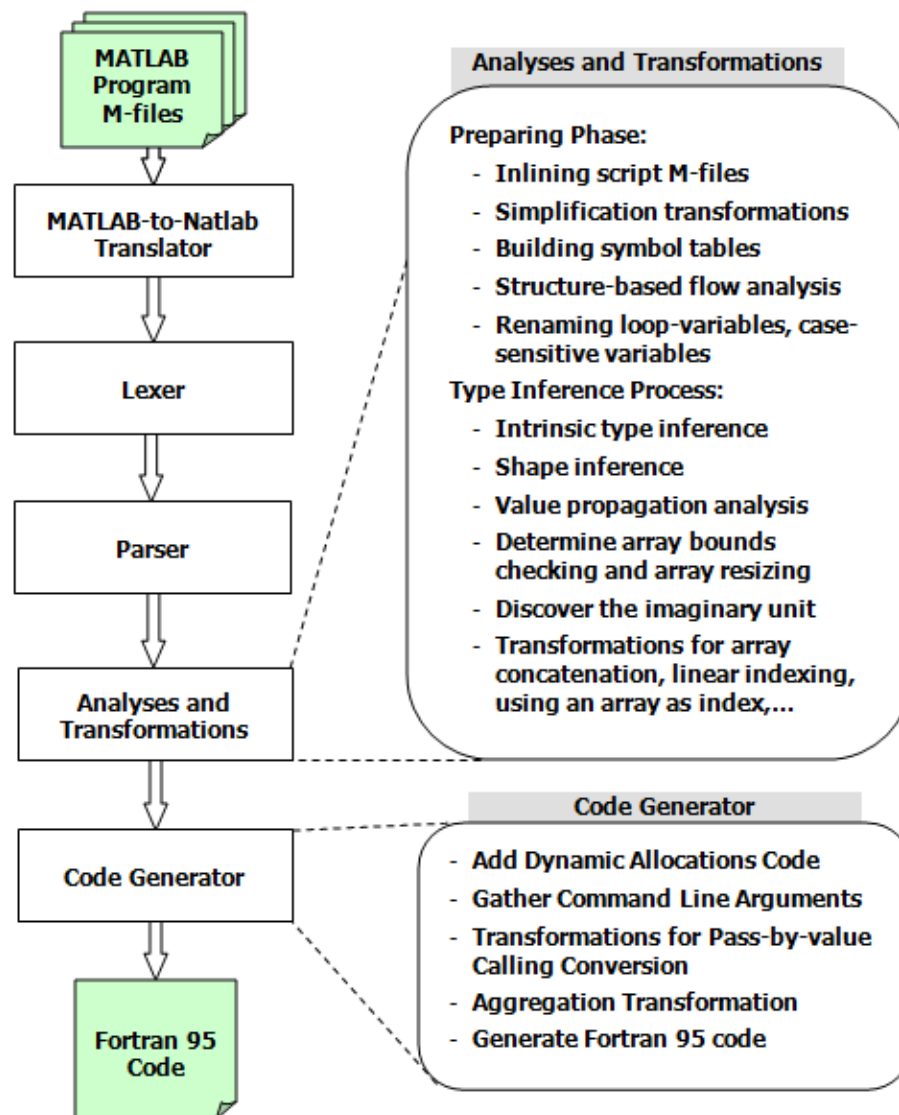 MATLAB
Program
M-files
MATLAB-to-Natlab
Translator
Lexer
Parser
Analyses and
Transformations
Code Generator
Fortran 95
Code
Analyses and Transformations
Preparing Phase:
- Inlining script M-files
- Simplification transformations
- Building symbol tables
- Structure-based flow analysis
- Renaming loop-variables, case-
sensitive variables
Type Inference Process:
- Intrinsic type inference
- Shape inference
- Value propagation analysis
- Determine array bounds
checking and array resizing
- Discover the imaginary unit
- Transformations for array
concatenation, linear indexing,
using an array as index,...
Code Generator
- Add Dynamic Allocations Code
- Gather Command Line Arguments
- Transformations for Pass-by-value
Calling Conversion
- Aggregation Transformation
- Generate Fortran 95 code